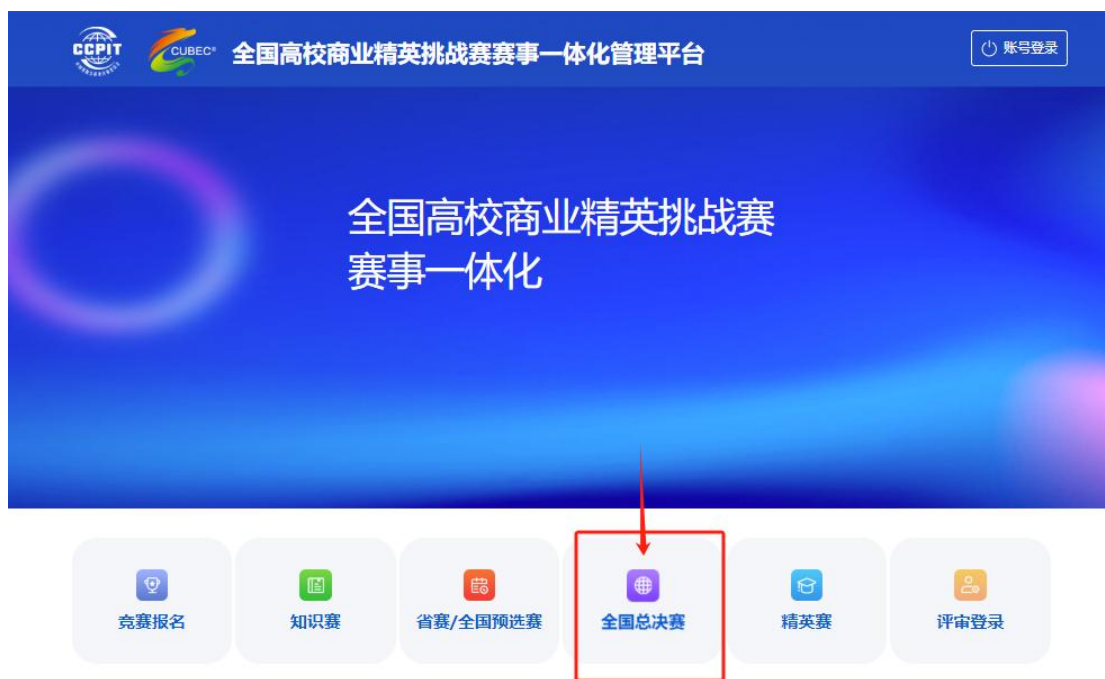 CCPIT
CUBEC®
全国高校商业精英挑战赛赛事一体化管理平台
账号登录
全国高校商业精英挑战赛
赛事一体化
竞赛报名
知识赛
省赛/全国预选赛
全国总决赛
精英赛
评审登录